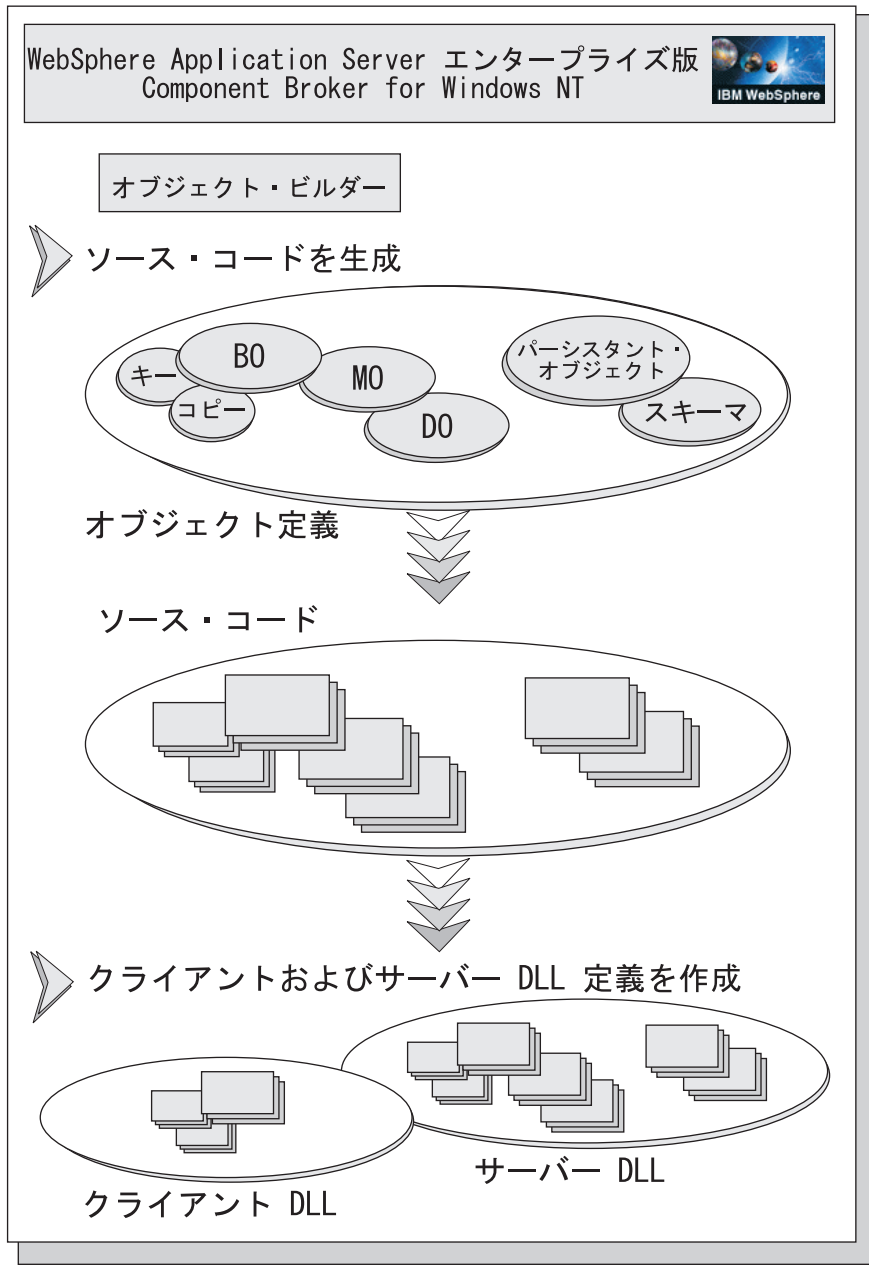 WebSphere Application Server エンタープライズ版
Component Broker for Windows NT
IBM WebSphere
オブジェクト・ビルダー
ソース・コードを生成
キー
BO
コピー
MO
DO
パーシスタント・
オブジェクト
スキーマ
オブジェクト定義
ソース・コード
クライアントおよびサーバー DLL 定義を作成
サーバー DLL
クライアント DLL